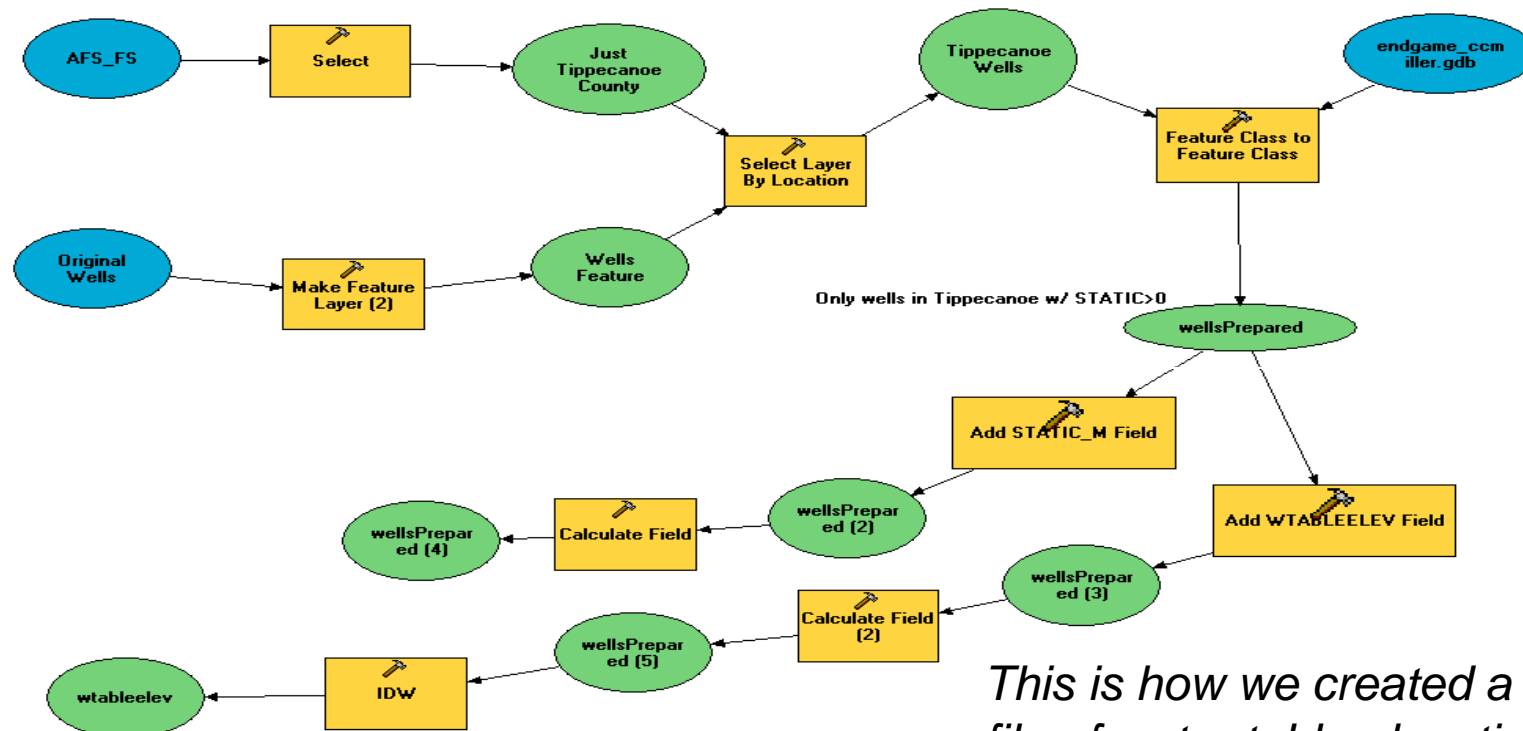 AFS_FS
Select
Just
Tippecanoe
County
Tippecanoe
Wells
endgame_ccm
iller.gdb
Feature Class to
Feature Class
Select Layer
By Location
Original
Wells
Make Feature
Layer (2)
Wells
Feature
Only wells in Tippecanoe w/ STATIC>0
wellsPrepared
Add STATIC_M Field
Add WTABLEELEV Field
wellsPrepar
ed (2)
Calculate Field
wellsPrepar
ed (4)
wellsPrepar
ed (3)
Calculate Field
(2)
wellsPrepar
ed (5)
IDW
wtableelev
This is how we created a